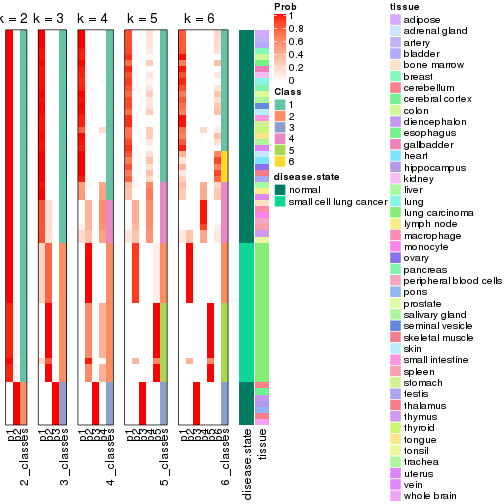 k = 2
k = 3
k = 4
k = 5
k = 6
p1
p2
2_classes
p1
p2
p3
3_classes
p1
p2
p3
p4
4_classes
p1
p2
p3
p4
p5
5_classes
p1
p2
p3
p4
p5
p6
6_classes
disease.state
tissue
Prob
1
0.8
0.6
0.4
0.2
0
Class
1
2
3
4
5
6
disease.state
normal
small cell lung cancer
tissue
adipose
adrenal gland
artery
bladder
bone marrow
breast
cerebellum
cerebral cortex
colon
diencephalon
esophagus
gallbadder
heart
hippocampus
kidney
liver
lung
lung carcinoma
lymph node
macrophage
monocyte
ovary
pancreas
peripheral blood cells
pons
prostate
salivary gland
seminal vesicle
skeletal muscle
skin
small intestine
spleen
stomach
testis
thalamus
thymus
thyroid
tongue
tonsil
trachea
uterus
vein
whole brain